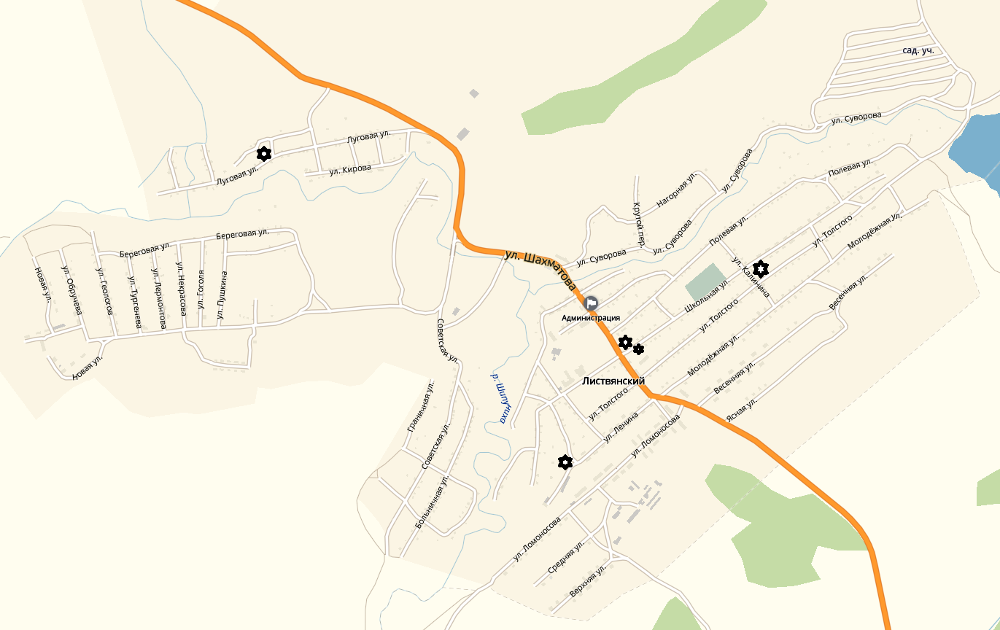 сад. уч.
ул. Суворова
Луговая ул.
Луговая ул.
ул. Кирова
ул. Суворова
Полевая ул.
Нагорная ул.
Крутой пер.
ул. Суворова
Полевая ул.
ул. Толстого
Молодёжная ул.
Береговая ул.
Береговая ул.
ул. Шахматова
ул. Суворова
Новая ул.
ул. Обручева
ул. Геологов
ул. Тургенева
ул. Лермонтова
ул. Некрасова
ул. Гоголя
ул. Пушкина
ул. Калинина
Школьная ул.
Весенняя ул.
Администрация
ул. Толстого
Советская ул.
Новая ул.
Молодёжная ул.
Листвянский
р. Шипуниха
Весенняя ул.
ул. Толстого
Граничная ул.
Ясная ул.
ул. Ленина
ул. Ломоносова
Советская ул.
Больничная ул.
ул. Ломоносова
Средняя ул.
Верхняя ул.